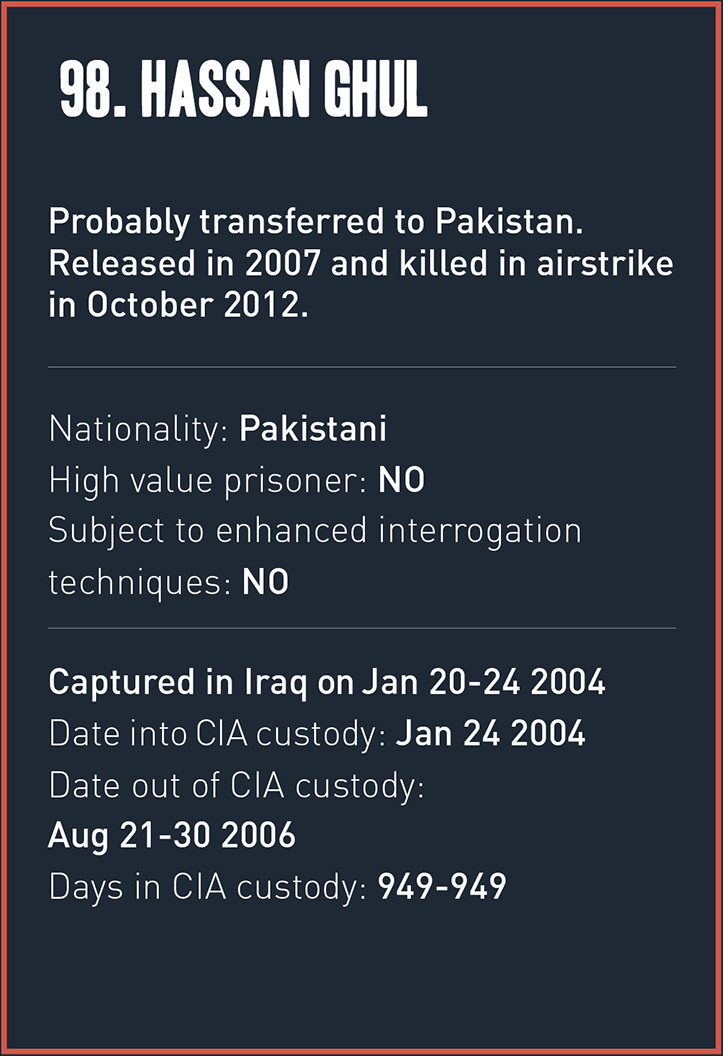 98. HASSAN GHUL
Probably transferred to Pakistan.
Released in 2007 and killed in airstrike
in October 2012.
Nationality: Pakistani
High value prisoner: NO
Subject to enhanced interrogation
techniques: NO
Captured in Iraq on Jan 20-24 2004
Date into CIA custody: Jan 24 2004
Date out of CIA custody:
Aug 21-30 2006
Days in CIA custody: 949-949